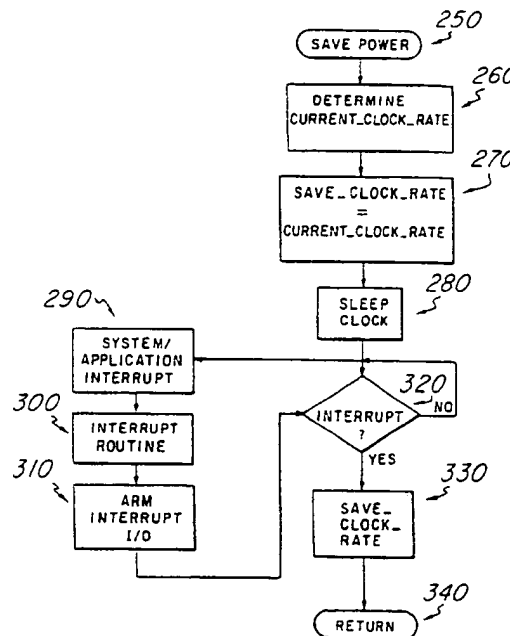 SAVE POWER
250
DETERMINE
CURRENT_CLOCK_RATE
260
SAVE_CLOCK_RATE
=
CURRENT_CLOCK_RATE
270
SLEEP
CLOCK
280
290
SYSTEM/
APPLICATION
INTERRUPT
300
INTERRUPT
ROUTINE
310
ARM
INTERRUPT
I/O
INTERRUPT
?
320
NO
YES
330
SAVE_
CLOCK_
RATE
340
RETURN